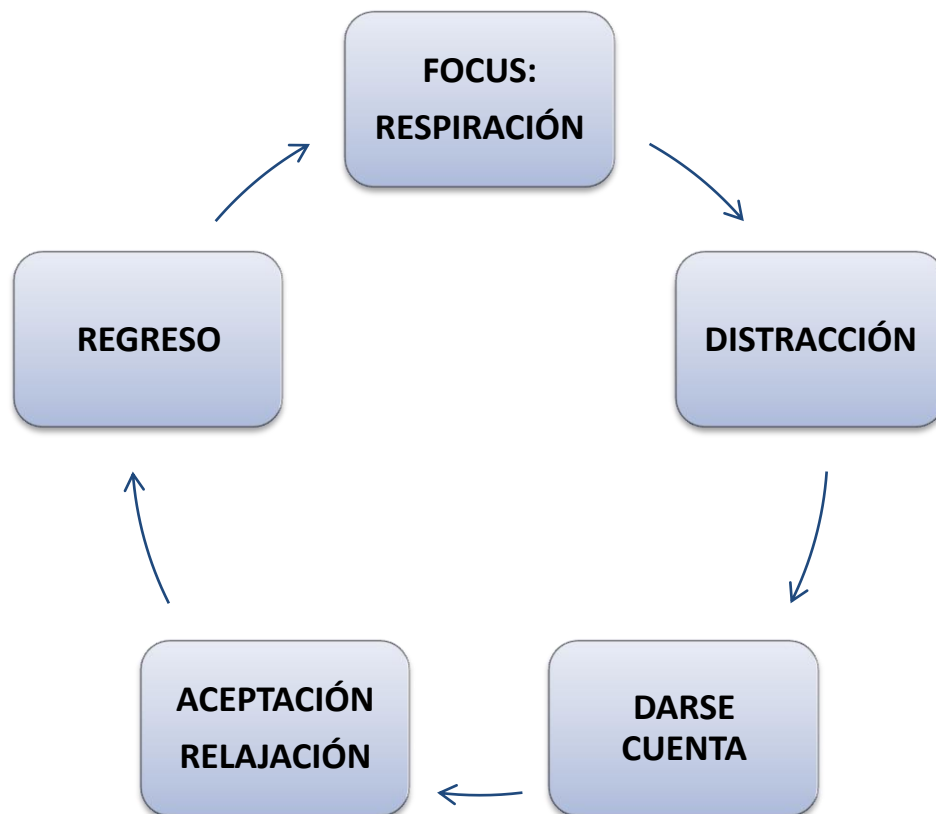 FOCUS:
RESPIRACIÓN
DISTRACCIÓN
DARSE
CUENTA
ACEPTACIÓN
RELAJACIÓN
REGRESO